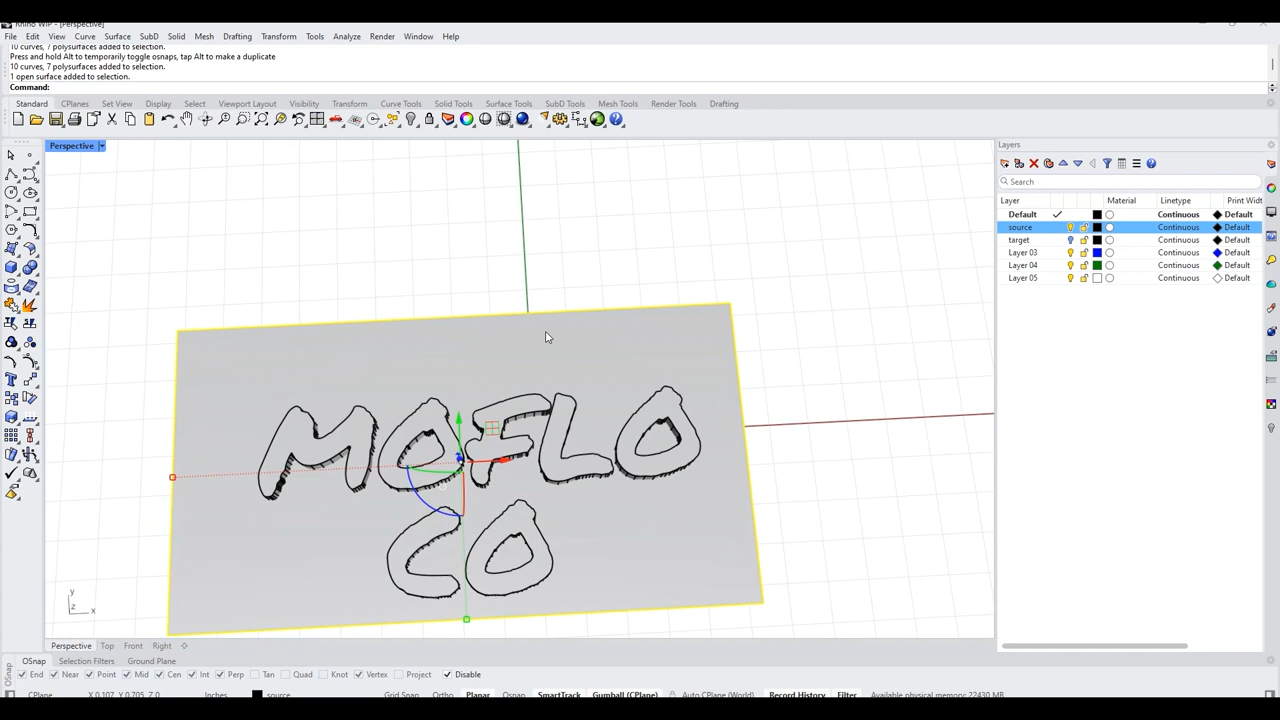 Rhino WIP - [Perspective]
File Edit View Curve Surface SubD Solid Mesh Drafting Transform Tools Analyze Render Window Help
10 curves, 7 polysurfaces added to selection.
Press and hold Alt to temporarily toggle osnaps, tap Alt to make a duplicate
10 curves, 7 polysurfaces added to selection.
1 open surface added to selection.
Command:
Standard CPlanes Set View Display Select Viewport Layout Visibility Transform Curve Tools Solid Tools Surface Tools SubD Tools Mesh Tools Render Tools Drafting
Perspective
Layers
Search
Layer Material Linetype Print Widt
Default Continuous Default
source Continuous Default
target Continuous Default
Layer 03 Continuous Default
Layer 04 Continuous Default
Layer 05 Continuous Default
MOFLO
CO
y
z x
Perspective Top Front Right
OSnap Selection Filters Ground Plane
OSnap End Near Point Mid Cen Int Perp Tan Quad Knot Vertex Project Disable
CPlane X 0.107 Y 0.705 Z 0 Inches source Grid Snap Ortho Planar Osnap SmartTrack Gumball (CPlane) Auto CPlane (World) Record History Filter Available physical memory: 22430 MB